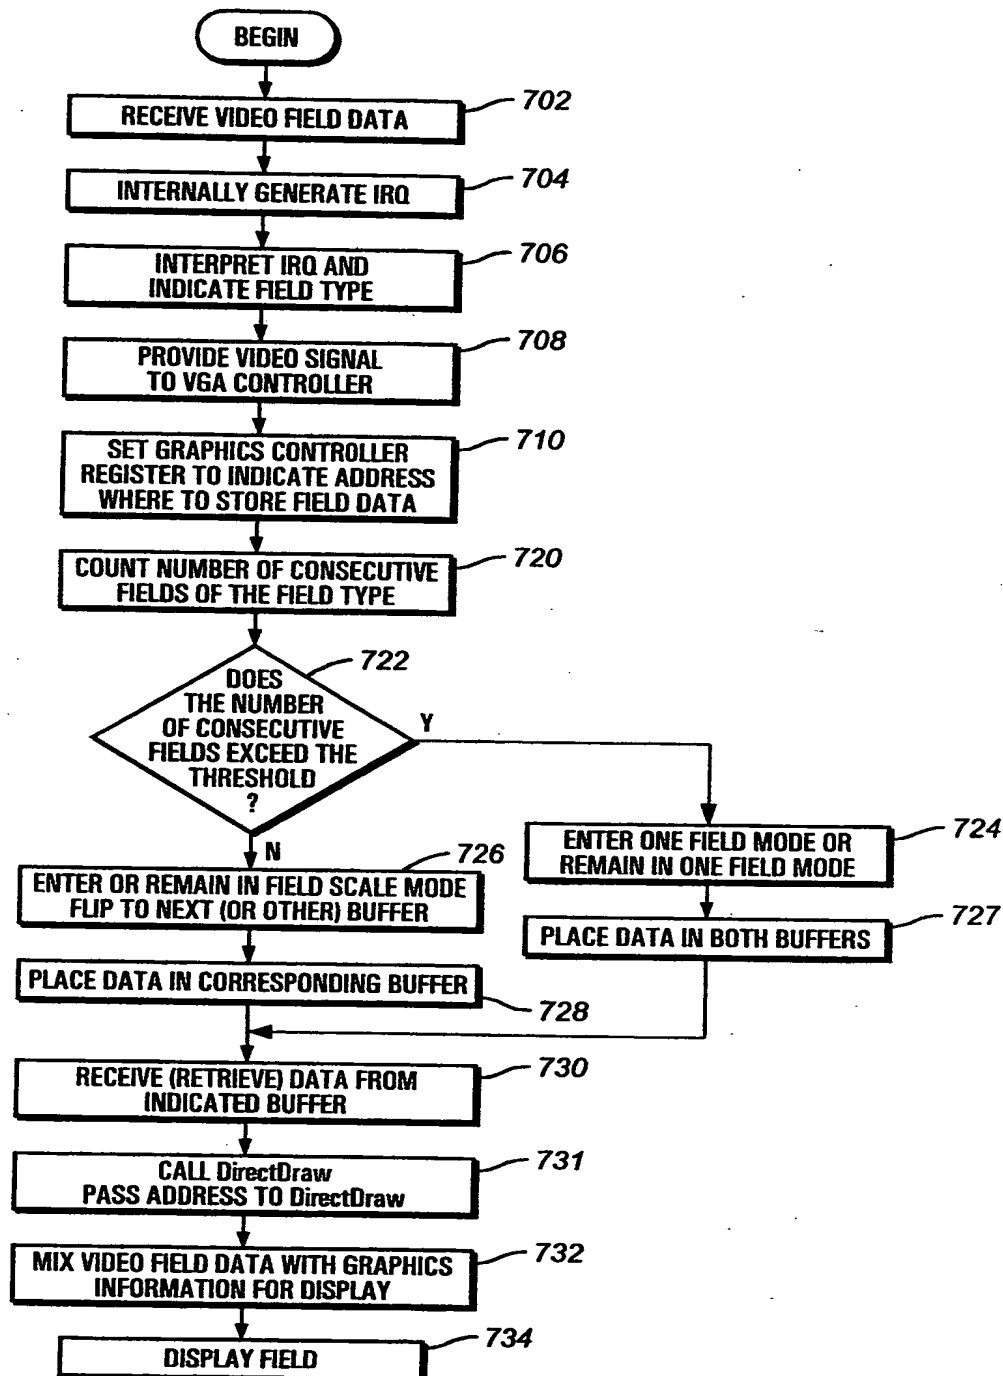 BEGIN
RECEIVE VIDEO FIELD DATA
702
INTERNALLY GENERATE IRQ
704
INTERPRET IRQ AND
INDICATE FIELD TYPE
706
PROVIDE VIDEO SIGNAL
TO VGA CONTROLLER
708
SET GRAPHICS CONTROLLER
REGISTER TO INDICATE ADDRESS
WHERE TO STORE FIELD DATA
710
COUNT NUMBER OF CONSECUTIVE
FIELDS OF THE FIELD TYPE
720
DOES
THE NUMBER
OF CONSECUTIVE
FIELDS EXCEED THE
THRESHOLD
?
722
Y
N
ENTER ONE FIELD MODE OR
REMAIN IN ONE FIELD MODE
724
ENTER OR REMAIN IN FIELD SCALE MODE
FLIP TO NEXT (OR OTHER) BUFFER
726
PLACE DATA IN BOTH BUFFERS
727
PLACE DATA IN CORRESPONDING BUFFER
728
RECEIVE (RETRIEVE) DATA FROM
INDICATED BUFFER
730
CALL DirectDraw
PASS ADDRESS TO DirectDraw
731
MIX VIDEO FIELD DATA WITH GRAPHICS
INFORMATION FOR DISPLAY
732
DISPLAY FIELD
734